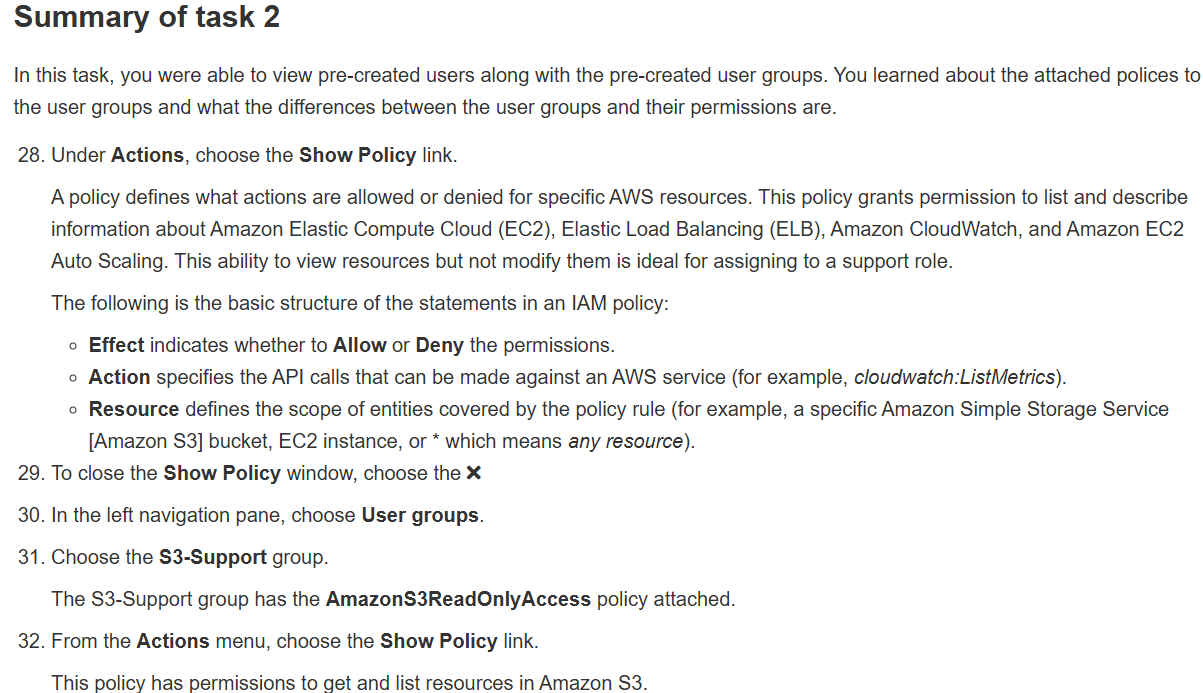 Summary of task 2
In this task, you were able to view pre-created users along with the pre-created user groups. You learned about the attached polices to
the user groups and what the differences between the user groups and their permissions are.
28. Under Actions, choose the Show Policy link.
A policy defines what actions are allowed or denied for specific AWS resources. This policy grants permission to list and describe
information about Amazon Elastic Compute Cloud (EC2), Elastic Load Balancing (ELB), Amazon CloudWatch, and Amazon EC2
Auto Scaling. This ability to view resources but not modify them is ideal for assigning to a support role.
The following is the basic structure of the statements in an IAM policy:
◦ Effect indicates whether to Allow or Deny the permissions.
◦ Action specifies the API calls that can be made against an AWS service (for example, cloudwatch:ListMetrics).
◦ Resource defines the scope of entities covered by the policy rule (for example, a specific Amazon Simple Storage Service
[Amazon S3] bucket, EC2 instance, or * which means any resource).
29. To close the Show Policy window, choose the ✖
30. In the left navigation pane, choose User groups.
31. Choose the S3-Support group.
The S3-Support group has the AmazonS3ReadOnlyAccess policy attached.
32. From the Actions menu, choose the Show Policy link.
This policy has permissions to get and list resources in Amazon S3.